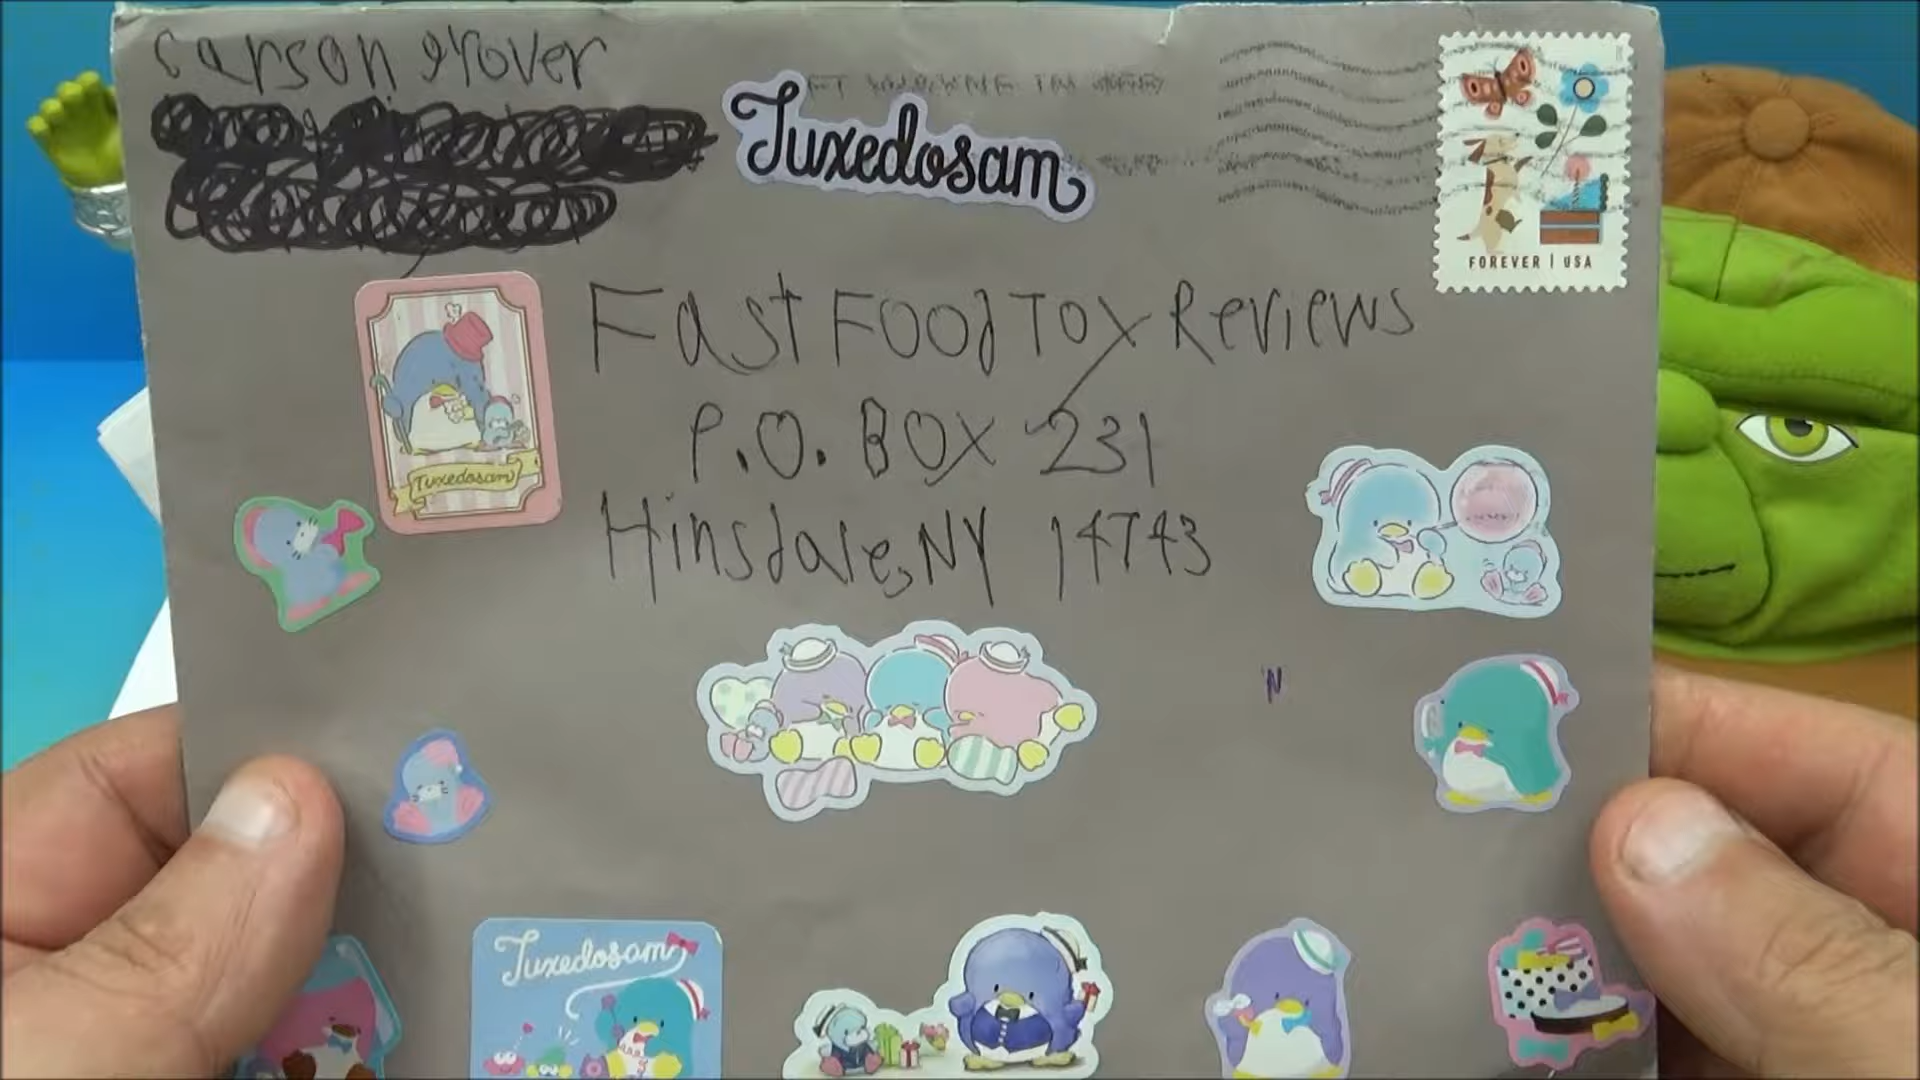 Carson grover
Tuxedosam
FOREVER | USA
Fast Food Toy Reviews
P.O. BOX 231
Hinsdale, NY 14743
Tuxedosam
Tuxedosam